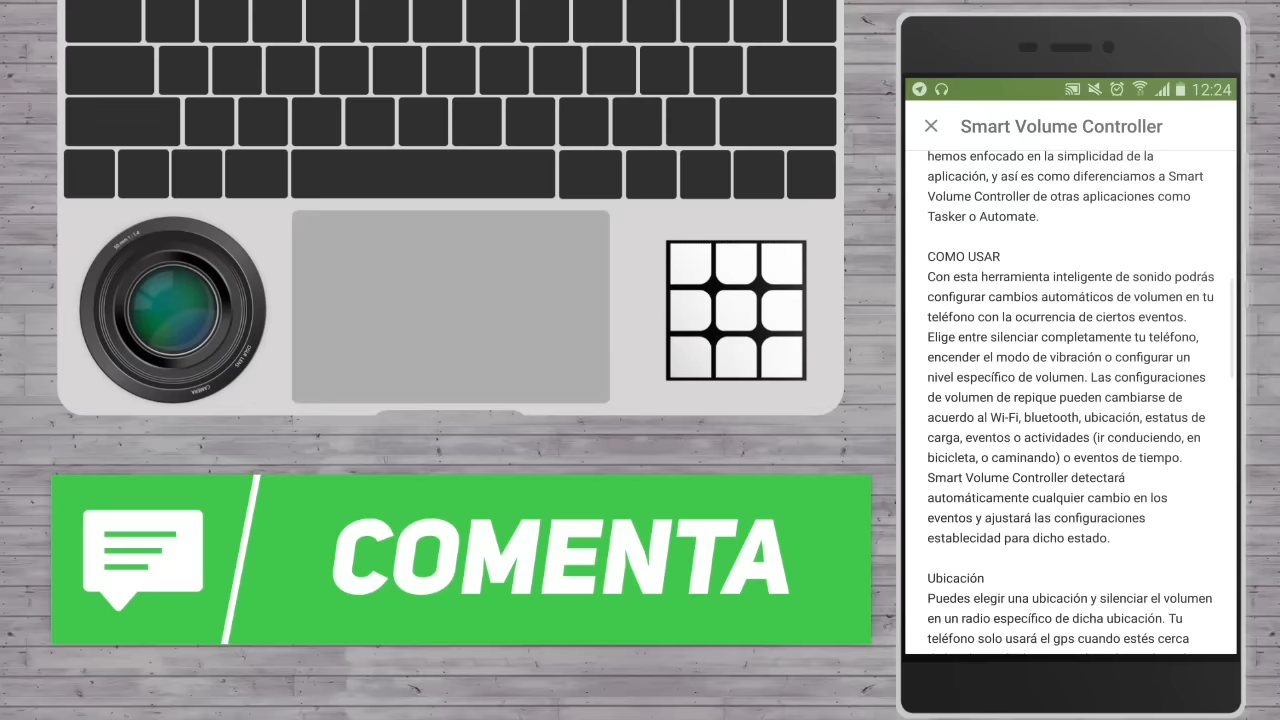 12:24
Smart Volume Controller
hemos enfocado en la simplicidad de la
aplicación, y así es como diferenciamos a Smart
Volume Controller de otras aplicaciones como
Tasker o Automate.
COMO USAR
Con esta herramienta inteligente de sonido podrás
configurar cambios automáticos de volumen en tu
teléfono con la ocurrencia de ciertos eventos.
Elige entre silenciar completamente tu teléfono,
encender el modo de vibración o configurar un
nivel específico de volumen. Las configuraciones
de volumen de repique pueden cambiarse de
acuerdo al Wi-Fi, bluetooth, ubicación, estatus de
carga, eventos o actividades (ir conduciendo, en
bicicleta, o caminando) o eventos de tiempo.
Smart Volume Controller detectará
automáticamente cualquier cambio en los
eventos y ajustará las configuraciones
establecidad para dicho estado.
Ubicación
Puedes elegir una ubicación y silenciar el volumen
en un radio específico de dicha ubicación. Tu
teléfono solo usará el gps cuando estés cerca
COMENTA